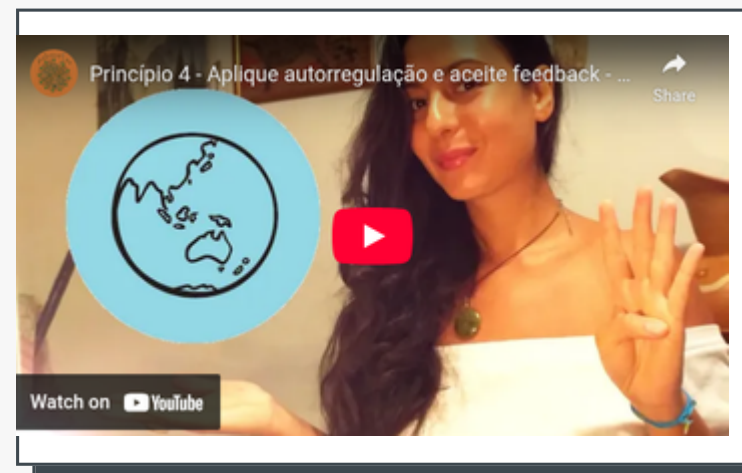 Princípio 4 - Aplique autorregulação e aceite feedback - ...
Share
Watch on YouTube